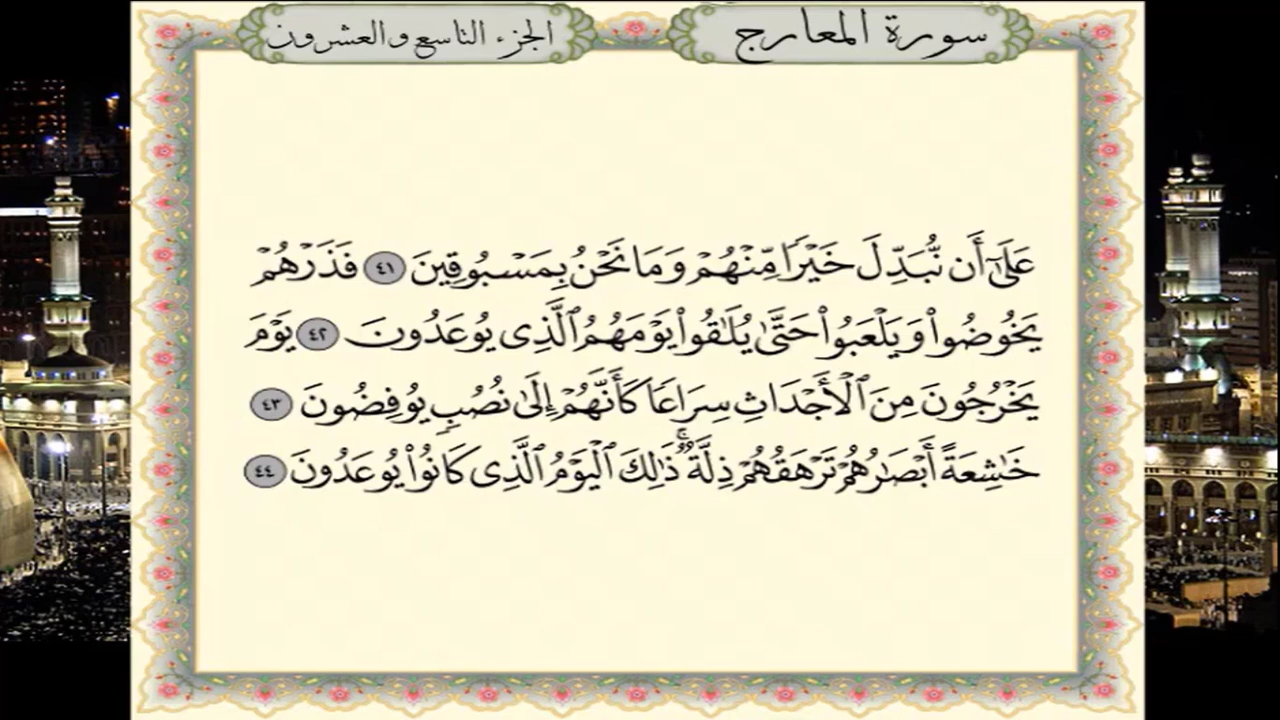 سورة المعارج
الجزء التاسع والعشرون
عَلَىٰٓ أَن نُّبَدِّلَ خَيْرًا مِّنْهُمْ وَمَا نَحْنُ بِمَسْبُوقِينَ ٤١ فَذَرْهُمْ
يَخُوضُوا۟ وَيَلْعَبُوا۟ حَتَّىٰ يُلَٰقُوا۟ يَوْمَهُمُ ٱلَّذِى يُوعَدُونَ ٤٢ يَوْمَ
يَخْرُجُونَ مِنَ ٱلْأَجْدَاثِ سِرَاعًا كَأَنَّهُمْ إِلَىٰ نُصُبٍ يُوفِضُونَ ٤٣
خَٰشِعَةً أَبْصَٰرُهُمْ تَرْهَقُهُمْ ذِلَّةٌ ۚ ذَٰلِكَ ٱلْيَوْمُ ٱلَّذِى كَانُوا۟ يُوعَدُونَ ٤٤